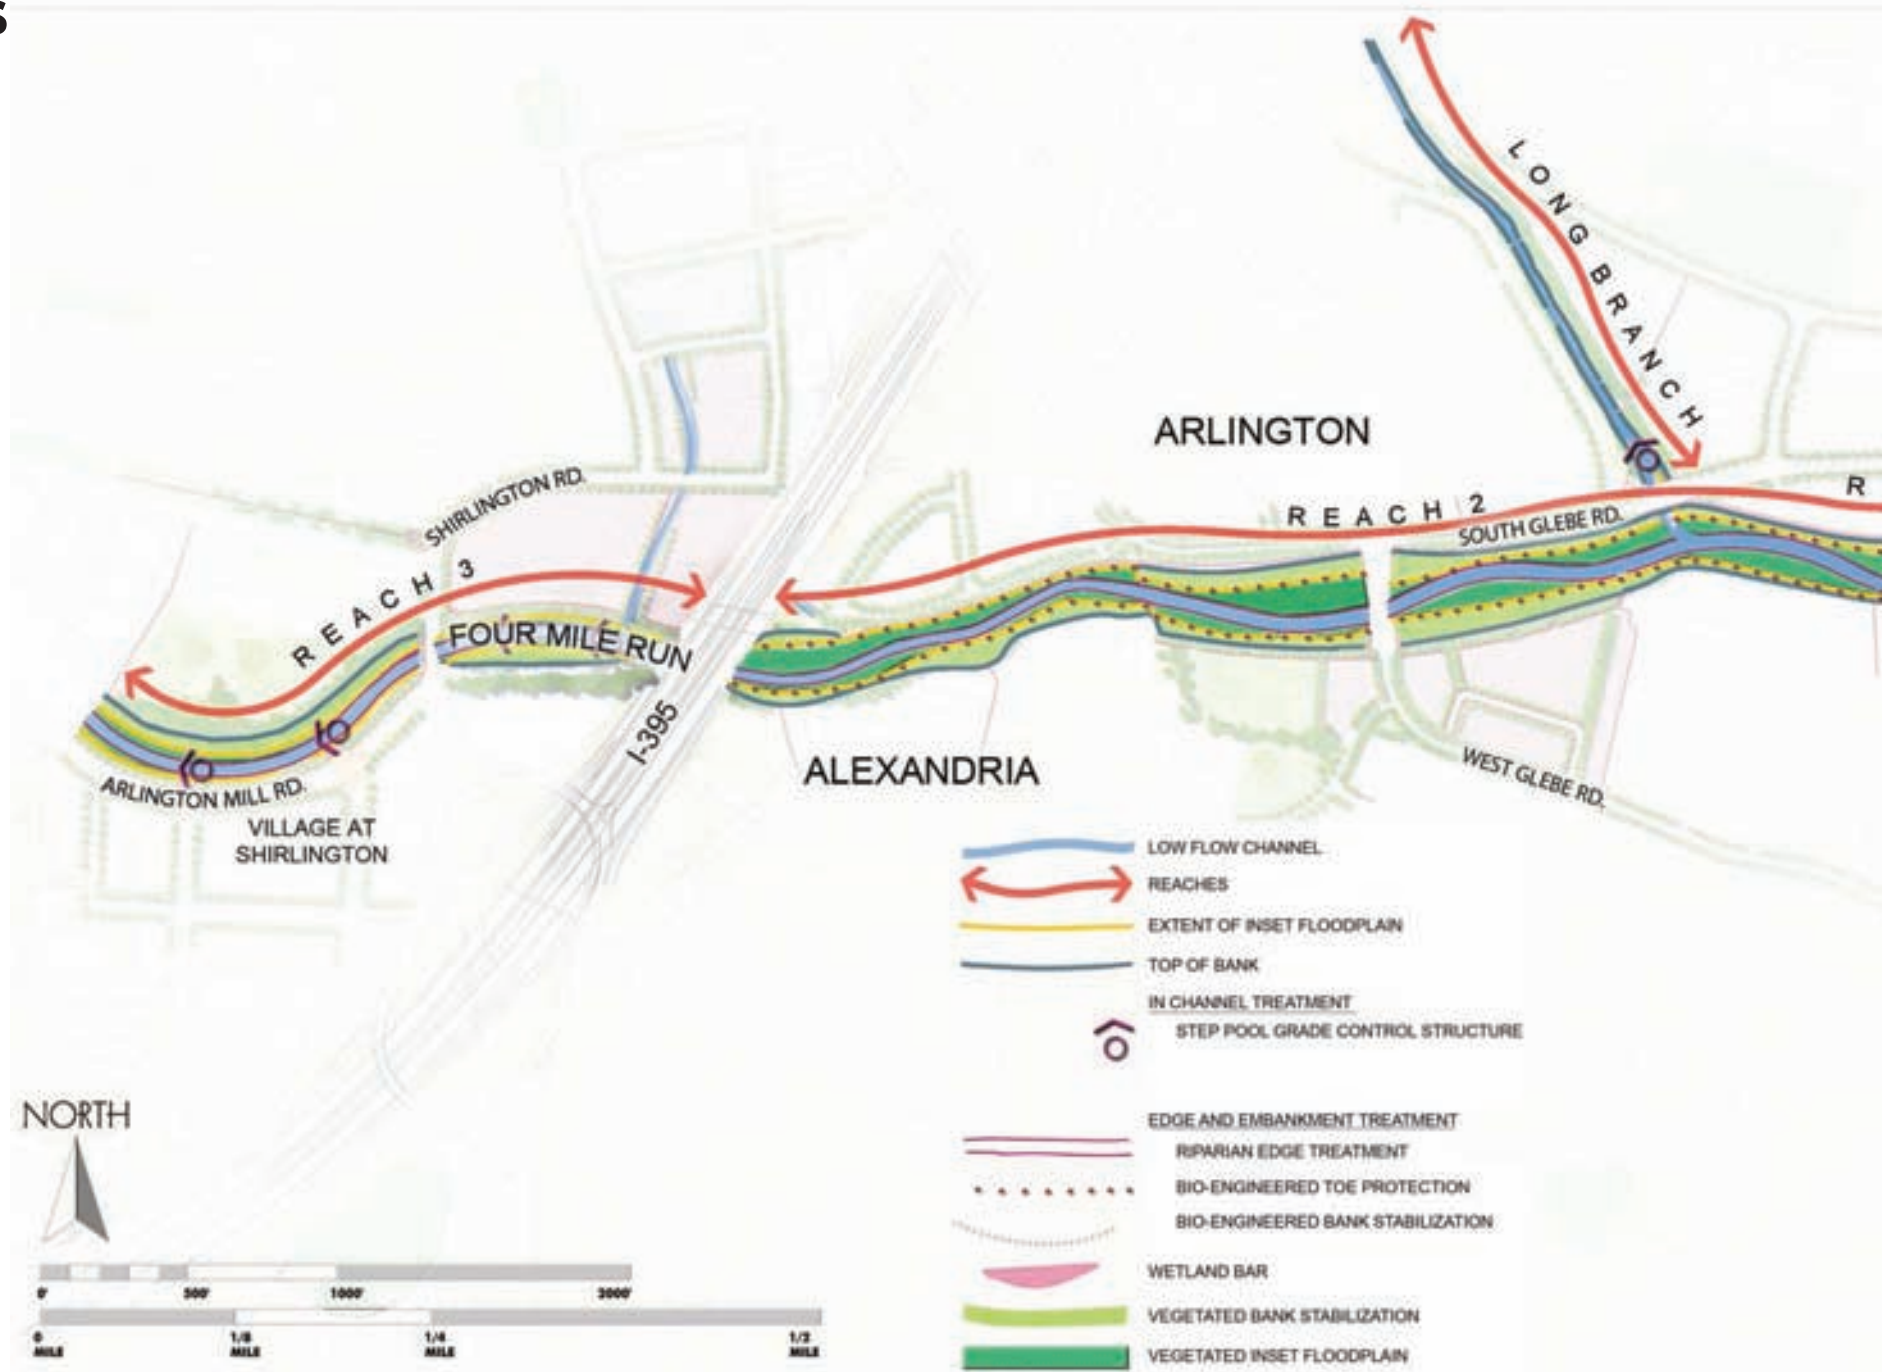 S
LONG BRANCH
ARLINGTON
REACH 2
R
SOUTH GLEBE RD.
SHIRLINGTON RD.
REACH 3
FOUR MILE RUN
I-395
ALEXANDRIA
WEST GLEBE RD.
ARLINGTON MILL RD.
VILLAGE AT
SHIRLINGTON
LOW FLOW CHANNEL
REACHES
EXTENT OF INSET FLOODPLAIN
TOP OF BANK
IN CHANNEL TREATMENT
STEP POOL GRADE CONTROL STRUCTURE
EDGE AND EMBANKMENT TREATMENT
RIPARIAN EDGE TREATMENT
BIO-ENGINEERED TOE PROTECTION
BIO-ENGINEERED BANK STABILIZATION
WETLAND BAR
VEGETATED BANK STABILIZATION
VEGETATED INSET FLOODPLAIN
NORTH
0' 500' 1000' 2000'
0 1/8 1/4 1/2
MILE MILE MILE MILE